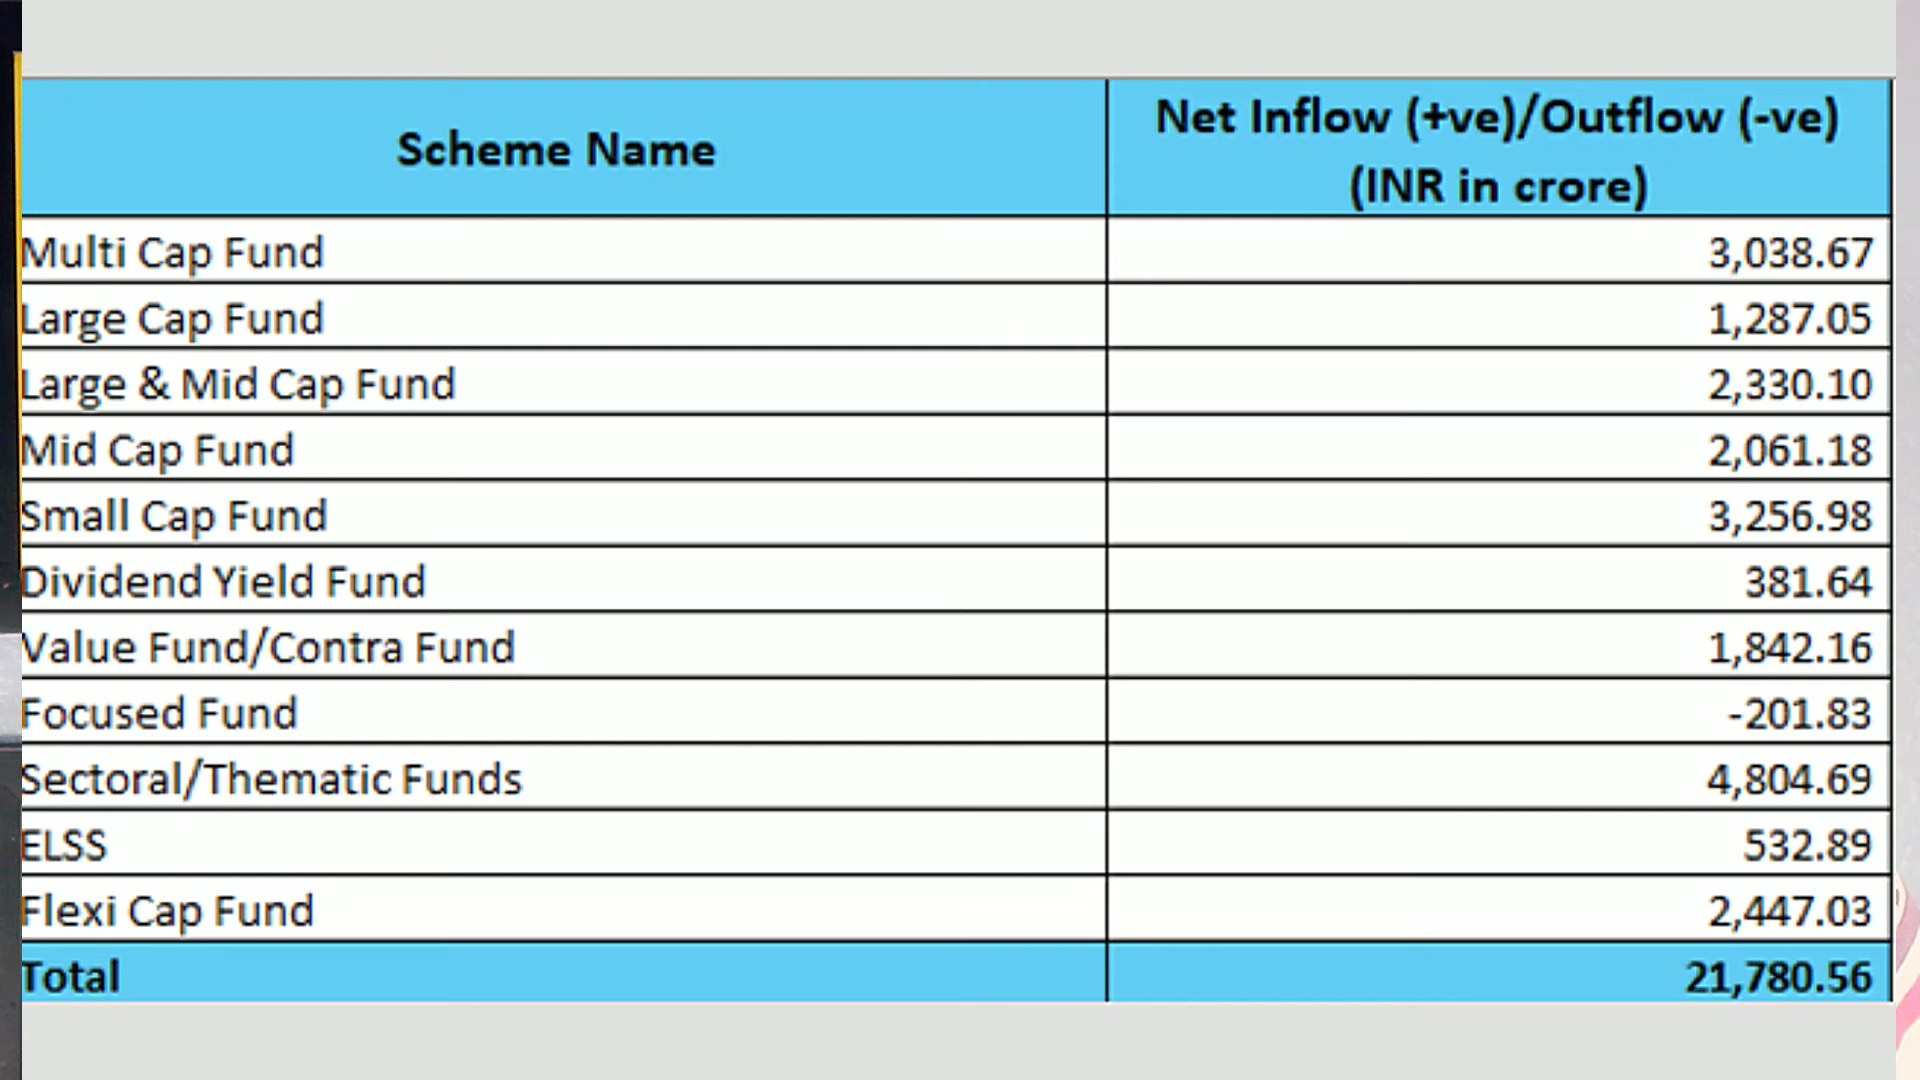 Scheme Name
Net Inflow (+ve)/Outflow (-ve)
(INR in crore)
Multi Cap Fund 3,038.67
Large Cap Fund 1,287.05
Large & Mid Cap Fund 2,330.10
Mid Cap Fund 2,061.18
Small Cap Fund 3,256.98
Dividend Yield Fund 381.64
Value Fund/Contra Fund 1,842.16
Focused Fund -201.83
Sectoral/Thematic Funds 4,804.69
ELSS 532.89
Flexi Cap Fund 2,447.03
Total 21,780.56